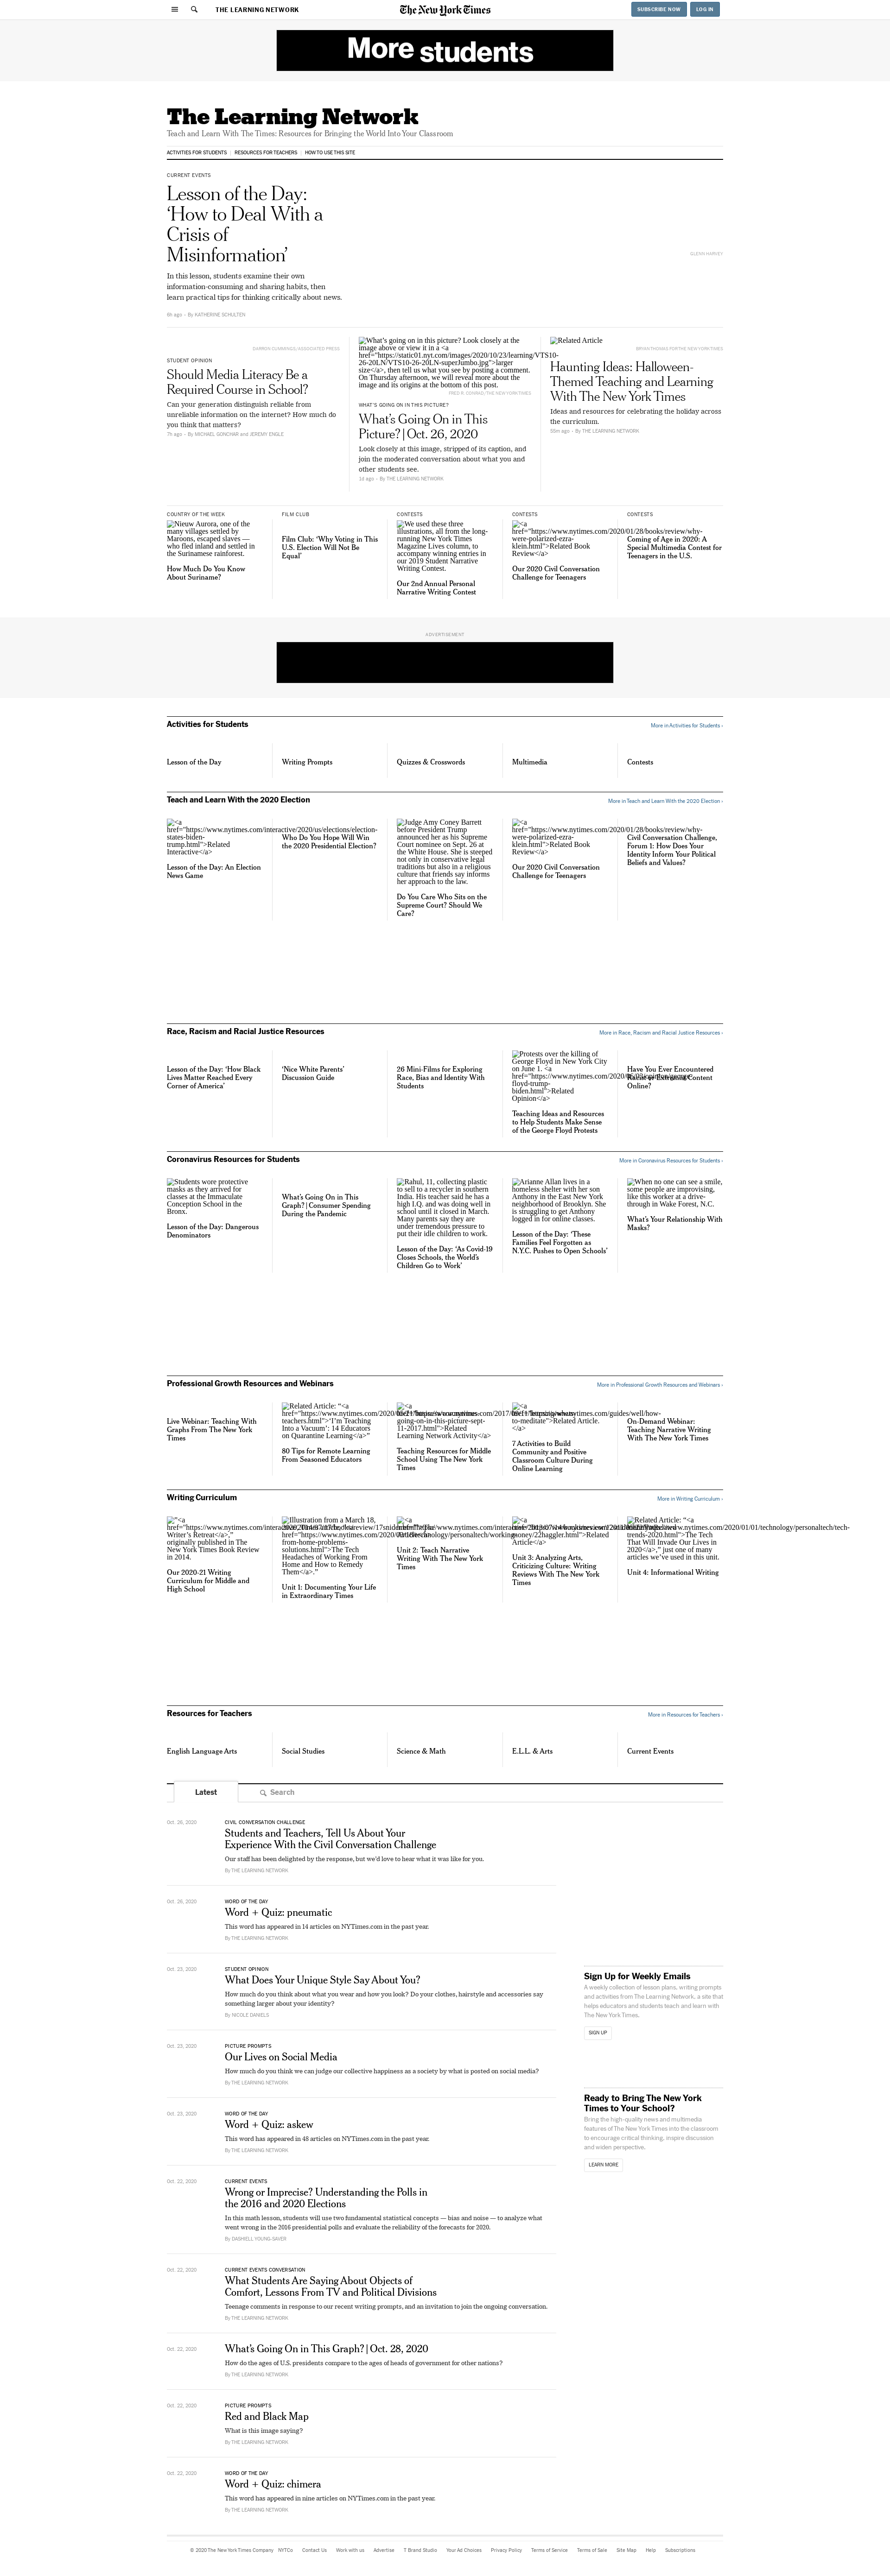 THE LEARNING NETWORK
The New York Times
SUBSCRIBE NOW
LOG IN
More students
The Learning Network
Teach and Learn With The Times: Resources for Bringing the World Into Your Classroom
ACTIVITIES FOR STUDENTS | RESOURCES FOR TEACHERS | HOW TO USE THIS SITE
CURRENT EVENTS
Lesson of the Day:
‘How to Deal With a
Crisis of
Misinformation’
In this lesson, students examine their own
information-consuming and sharing habits, then
learn practical tips for thinking critically about news.
6h ago - By KATHERINE SCHULTEN
GLENN HARVEY
DARRON CUMMINGS/ASSOCIATED PRESS
STUDENT OPINION
Should Media Literacy Be a
Required Course in School?
Can your generation distinguish reliable from
unreliable information on the internet? How much do
you think that matters?
7h ago - By MICHAEL GONCHAR and JEREMY ENGLE
What’s going on in this picture? Look closely at the
image above or view it in a <a
href="https://static01.nyt.com/images/2020/10/23/learning/VTS10-
26-20LN/VTS10-26-20LN-superJumbo.jpg">larger
size</a>, then tell us what you see by posting a comment.
On Thursday afternoon, we will reveal more about the
image and its origins at the bottom of this post.
FRED R. CONRAD/THE NEW YORK TIMES
WHAT’S GOING ON IN THIS PICTURE?
What’s Going On in This
Picture? | Oct. 26, 2020
Look closely at this image, stripped of its caption, and
join the moderated conversation about what you and
other students see.
1d ago - By THE LEARNING NETWORK
Related Article
BRYAN THOMAS FOR THE NEW YORK TIMES
Haunting Ideas: Halloween-
Themed Teaching and Learning
With The New York Times
Ideas and resources for celebrating the holiday across
the curriculum.
55m ago - By THE LEARNING NETWORK
COUNTRY OF THE WEEK
Nieuw Aurora, one of the
many villages settled by
Maroons, escaped slaves —
who fled inland and settled in
the Surinamese rainforest.
How Much Do You Know
About Suriname?
FILM CLUB
Film Club: ‘Why Voting in This
U.S. Election Will Not Be
Equal’
CONTESTS
We used these three
illustrations, all from the long-
running New York Times
Magazine Lives column, to
accompany winning entries in
our 2019 Student Narrative
Writing Contest.
Our 2nd Annual Personal
Narrative Writing Contest
CONTESTS
<a
href="https://www.nytimes.com/2020/01/28/books/review/why-
were-polarized-ezra-
klein.html">Related Book
Review</a>
Our 2020 Civil Conversation
Challenge for Teenagers
CONTESTS
Coming of Age in 2020: A
Special Multimedia Contest for
Teenagers in the U.S.
ADVERTISEMENT
Activities for Students
More in Activities for Students ›
Lesson of the Day
Writing Prompts
Quizzes & Crosswords
Multimedia
Contests
Teach and Learn With the 2020 Election
More in Teach and Learn With the 2020 Election ›
<a
href="https://www.nytimes.com/interactive/2020/us/elections/election-
states-biden-
trump.html">Related
Interactive</a>
Lesson of the Day: An Election
News Game
Who Do You Hope Will Win
the 2020 Presidential Election?
Judge Amy Coney Barrett
before President Trump
announced her as his Supreme
Court nominee on Sept. 26 at
the White House. She is steeped
not only in conservative legal
traditions but also in a religious
culture that friends say informs
her approach to the law.
Do You Care Who Sits on the
Supreme Court? Should We
Care?
<a
href="https://www.nytimes.com/2020/01/28/books/review/why-
were-polarized-ezra-
klein.html">Related Book
Review</a>
Our 2020 Civil Conversation
Challenge for Teenagers
Civil Conversation Challenge,
Forum 1: How Does Your
Identity Inform Your Political
Beliefs and Values?
Race, Racism and Racial Justice Resources
More in Race, Racism and Racial Justice Resources ›
Lesson of the Day: ‘How Black
Lives Matter Reached Every
Corner of America’
‘Nice White Parents’
Discussion Guide
26 Mini-Films for Exploring
Race, Bias and Identity With
Students
Protests over the killing of
George Floyd in New York City
on June 1. <a
floyd-trump-
biden.html">Related
Opinion</a>
Teaching Ideas and Resources
to Help Students Make Sense
of the George Floyd Protests
Have You Ever Encountered
Racist or Extremist Content
Online?
Coronavirus Resources for Students
More in Coronavirus Resources for Students ›
Students wore protective
masks as they arrived for
classes at the Immaculate
Conception School in the
Bronx.
Lesson of the Day: Dangerous
Denominators
What’s Going On in This
Graph? | Consumer Spending
During the Pandemic
Rahul, 11, collecting plastic
to sell to a recycler in southern
India. His teacher said he has a
high I.Q. and was doing well in
school until it closed in March.
Many parents say they are
under tremendous pressure to
put their idle children to work.
Lesson of the Day: ‘As Covid-19
Closes Schools, the World’s
Children Go to Work’
Arianne Allan lives in a
homeless shelter with her son
Anthony in the East New York
neighborhood of Brooklyn. She
is struggling to get Anthony
logged in for online classes.
Lesson of the Day: ‘These
Families Feel Forgotten as
N.Y.C. Pushes to Open Schools’
When no one can see a smile,
some people are improvising,
like this worker at a drive-
through in Wake Forest, N.C.
What’s Your Relationship With
Masks?
Professional Growth Resources and Webinars
More in Professional Growth Resources and Webinars ›
Live Webinar: Teaching With
Graphs From The New York
Times
Related Article: “<a
teachers.html">‘I’m Teaching
Into a Vacuum’: 14 Educators
on Quarantine Learning</a>”
80 Tips for Remote Learning
From Seasoned Educators
<a
going-on-in-this-picture-sept-
11-2017.html">Related
Learning Network Activity</a>
Teaching Resources for Middle
School Using The New York
Times
<a
to-meditate">Related Article.
</a>
7 Activities to Build
Community and Positive
Classroom Culture During
Online Learning
On-Demand Webinar:
Teaching Narrative Writing
With The New York Times
Writing Curriculum
More in Writing Curriculum ›
“<a
Writer’s Retreat</a>,”
originally published in The
New York Times Book Review
in 2014.
Our 2020-21 Writing
Curriculum for Middle and
High School
Illustration from a March 18,
from-home-problems-
solutions.html">The Tech
Headaches of Working From
Home and How to Remedy
Them</a>.”
Unit 1: Documenting Your Life
in Extraordinary Times
Unit 2: Teach Narrative
Writing With The New York
Times
money/22haggler.html">Related
Article</a>
Unit 3: Analyzing Arts,
Criticizing Culture: Writing
Reviews With The New York
Times
Related Article: “<a
trends-2020.html">The Tech
That Will Invade Our Lives in
2020</a>,” just one of many
articles we’ve used in this unit.
Unit 4: Informational Writing
Resources for Teachers
More in Resources for Teachers ›
English Language Arts
Social Studies
Science & Math
E.L.L. & Arts
Current Events
Latest
Search
Oct. 26, 2020
CIVIL CONVERSATION CHALLENGE
Students and Teachers, Tell Us About Your
Experience With the Civil Conversation Challenge
Our staff has been delighted by the response, but we’d love to hear what it was like for you.
By THE LEARNING NETWORK
Oct. 26, 2020
WORD OF THE DAY
Word + Quiz: pneumatic
This word has appeared in 14 articles on NYTimes.com in the past year.
By THE LEARNING NETWORK
Oct. 23, 2020
STUDENT OPINION
What Does Your Unique Style Say About You?
How much do you think about what you wear and how you look? Do your clothes, hairstyle and accessories say
something larger about your identity?
By NICOLE DANIELS
Oct. 23, 2020
PICTURE PROMPTS
Our Lives on Social Media
How much do you think we can judge our collective happiness as a society by what is posted on social media?
By THE LEARNING NETWORK
Oct. 23, 2020
WORD OF THE DAY
Word + Quiz: askew
This word has appeared in 48 articles on NYTimes.com in the past year.
By THE LEARNING NETWORK
Oct. 22, 2020
CURRENT EVENTS
Wrong or Imprecise? Understanding the Polls in
the 2016 and 2020 Elections
In this math lesson, students will use two fundamental statistical concepts — bias and noise — to analyze what
went wrong in the 2016 presidential polls and evaluate the reliability of the forecasts for 2020.
By DASHIELL YOUNG-SAVER
Oct. 22, 2020
CURRENT EVENTS CONVERSATION
What Students Are Saying About Objects of
Comfort, Lessons From TV and Political Divisions
Teenage comments in response to our recent writing prompts, and an invitation to join the ongoing conversation.
By THE LEARNING NETWORK
Oct. 22, 2020
What’s Going On in This Graph? | Oct. 28, 2020
How do the ages of U.S. presidents compare to the ages of heads of government for other nations?
By THE LEARNING NETWORK
Oct. 22, 2020
PICTURE PROMPTS
Red and Black Map
What is this image saying?
By THE LEARNING NETWORK
Oct. 22, 2020
WORD OF THE DAY
Word + Quiz: chimera
This word has appeared in nine articles on NYTimes.com in the past year.
By THE LEARNING NETWORK
Sign Up for Weekly Emails
A weekly collection of lesson plans, writing prompts
and activities from The Learning Network, a site that
helps educators and students teach and learn with
The New York Times.
SIGN UP
Ready to Bring The New York
Times to Your School?
Bring the high-quality news and multimedia
features of The New York Times into the classroom
to encourage critical thinking, inspire discussion
and widen perspective.
LEARN MORE
© 2020 The New York Times Company NYTCo Contact Us Work with us Advertise T Brand Studio Your Ad Choices Privacy Policy Terms of Service Terms of Sale Site Map Help Subscriptions